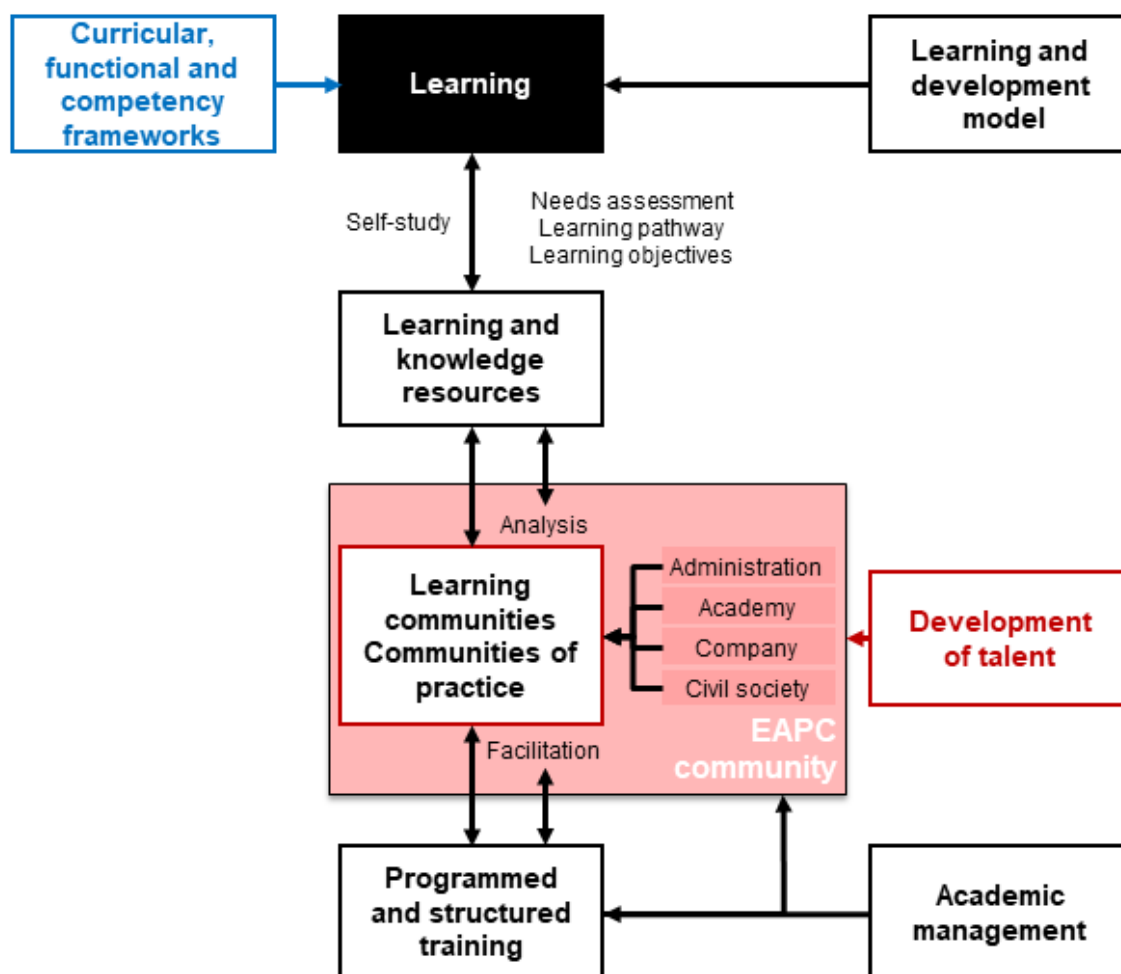 Curricular,
functional and
competency
frameworks
Learning
Learning and
development
model
Self-study
Needs assessment
Learning pathway
Learning objectives
Learning and
knowledge
resources
Analysis
Learning
communities
Communities of
practice
Administration
Academy
Company
Civil society
EAPC
community
Development
of talent
Facilitation
Programmed
and structured
training
Academic
management